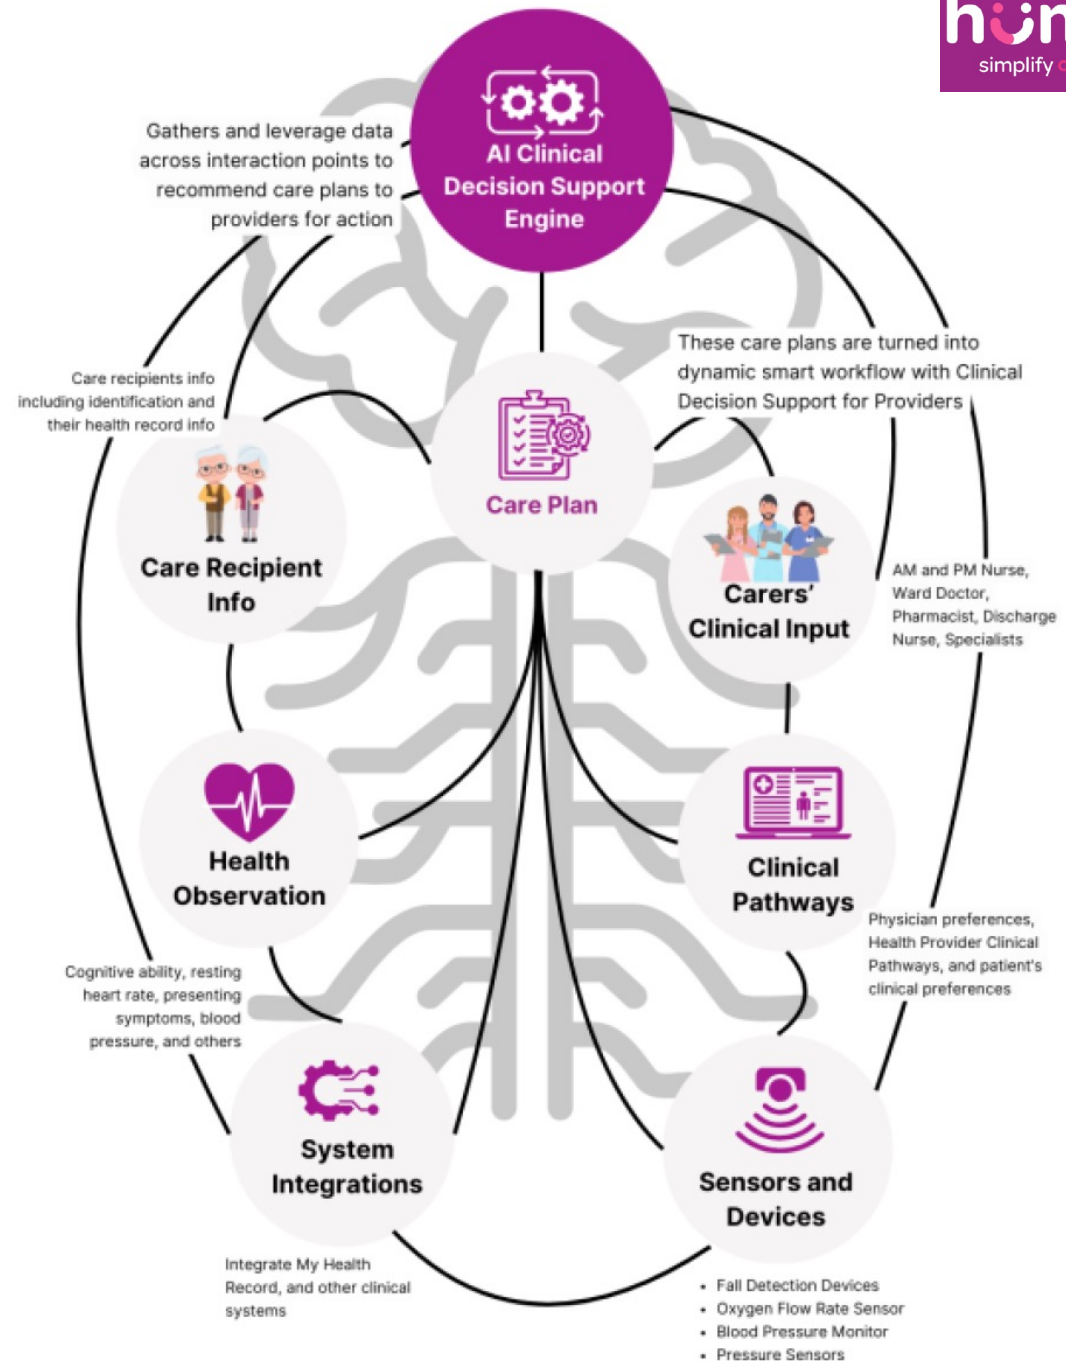 simplify
AI Clinical
Decision Support
Engine
Gathers and leverage data
across interaction points to
recommend care plans to
providers for action
These care plans are turned into
dynamic smart workflow with Clinical
Decision Support for Providers
Care recipients info
including identification and
their health record info
Care Plan
Care Recipient
Info
Carers’
Clinical Input
AM and PM Nurse,
Ward Doctor,
Pharmacist, Discharge
Nurse, Specialists
Health
Observation
Clinical
Pathways
Physician preferences,
Health Provider Clinical
Pathways, and patient's
clinical preferences
Cognitive ability, resting
heart rate, presenting
symptoms, blood
pressure, and others
System
Integrations
Sensors and
Devices
Integrate My Health
Record, and other clinical
systems
• Fall Detection Devices
• Oxygen Flow Rate Sensor
• Blood Pressure Monitor
• Pressure Sensors